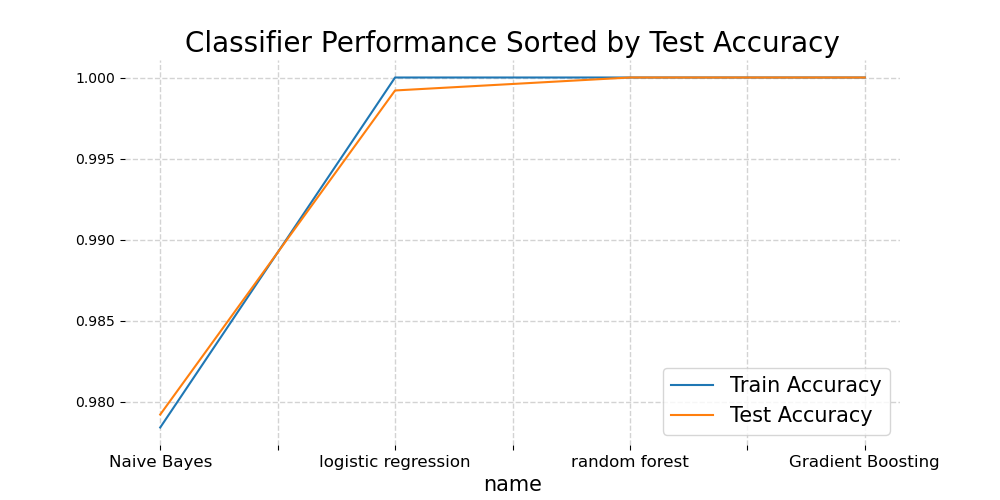 Classifier Performance Sorted by Test Accuracy
1.000
0.995
0.990
0.985
0.980
Train Accuracy
Test Accuracy
Naive Bayes logistic regression random forest Gradient Boosting
name